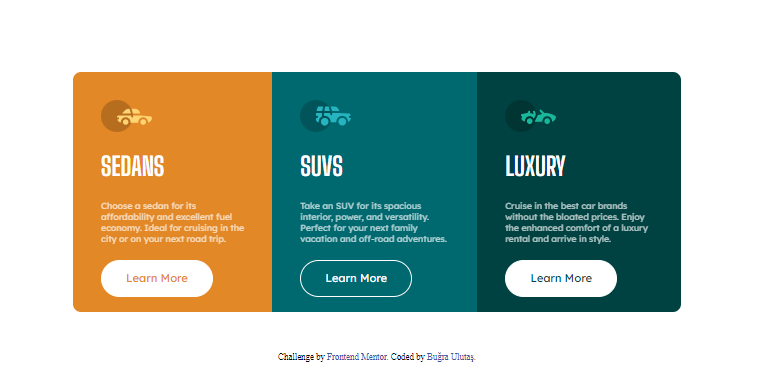 SEDANS
Choose a sedan for its
affordability and excellent fuel
economy. Ideal for cruising in the
city or on your next road trip.
Learn More
SUVS
Take an SUV for its spacious
interior, power, and versatility.
Perfect for your next family
vacation and off-road adventures.
Learn More
LUXURY
Cruise in the best car brands
without the bloated prices. Enjoy
the enhanced comfort of a luxury
rental and arrive in style.
Learn More
Challenge by Frontend Mentor. Coded by Buğra Ulutaş.